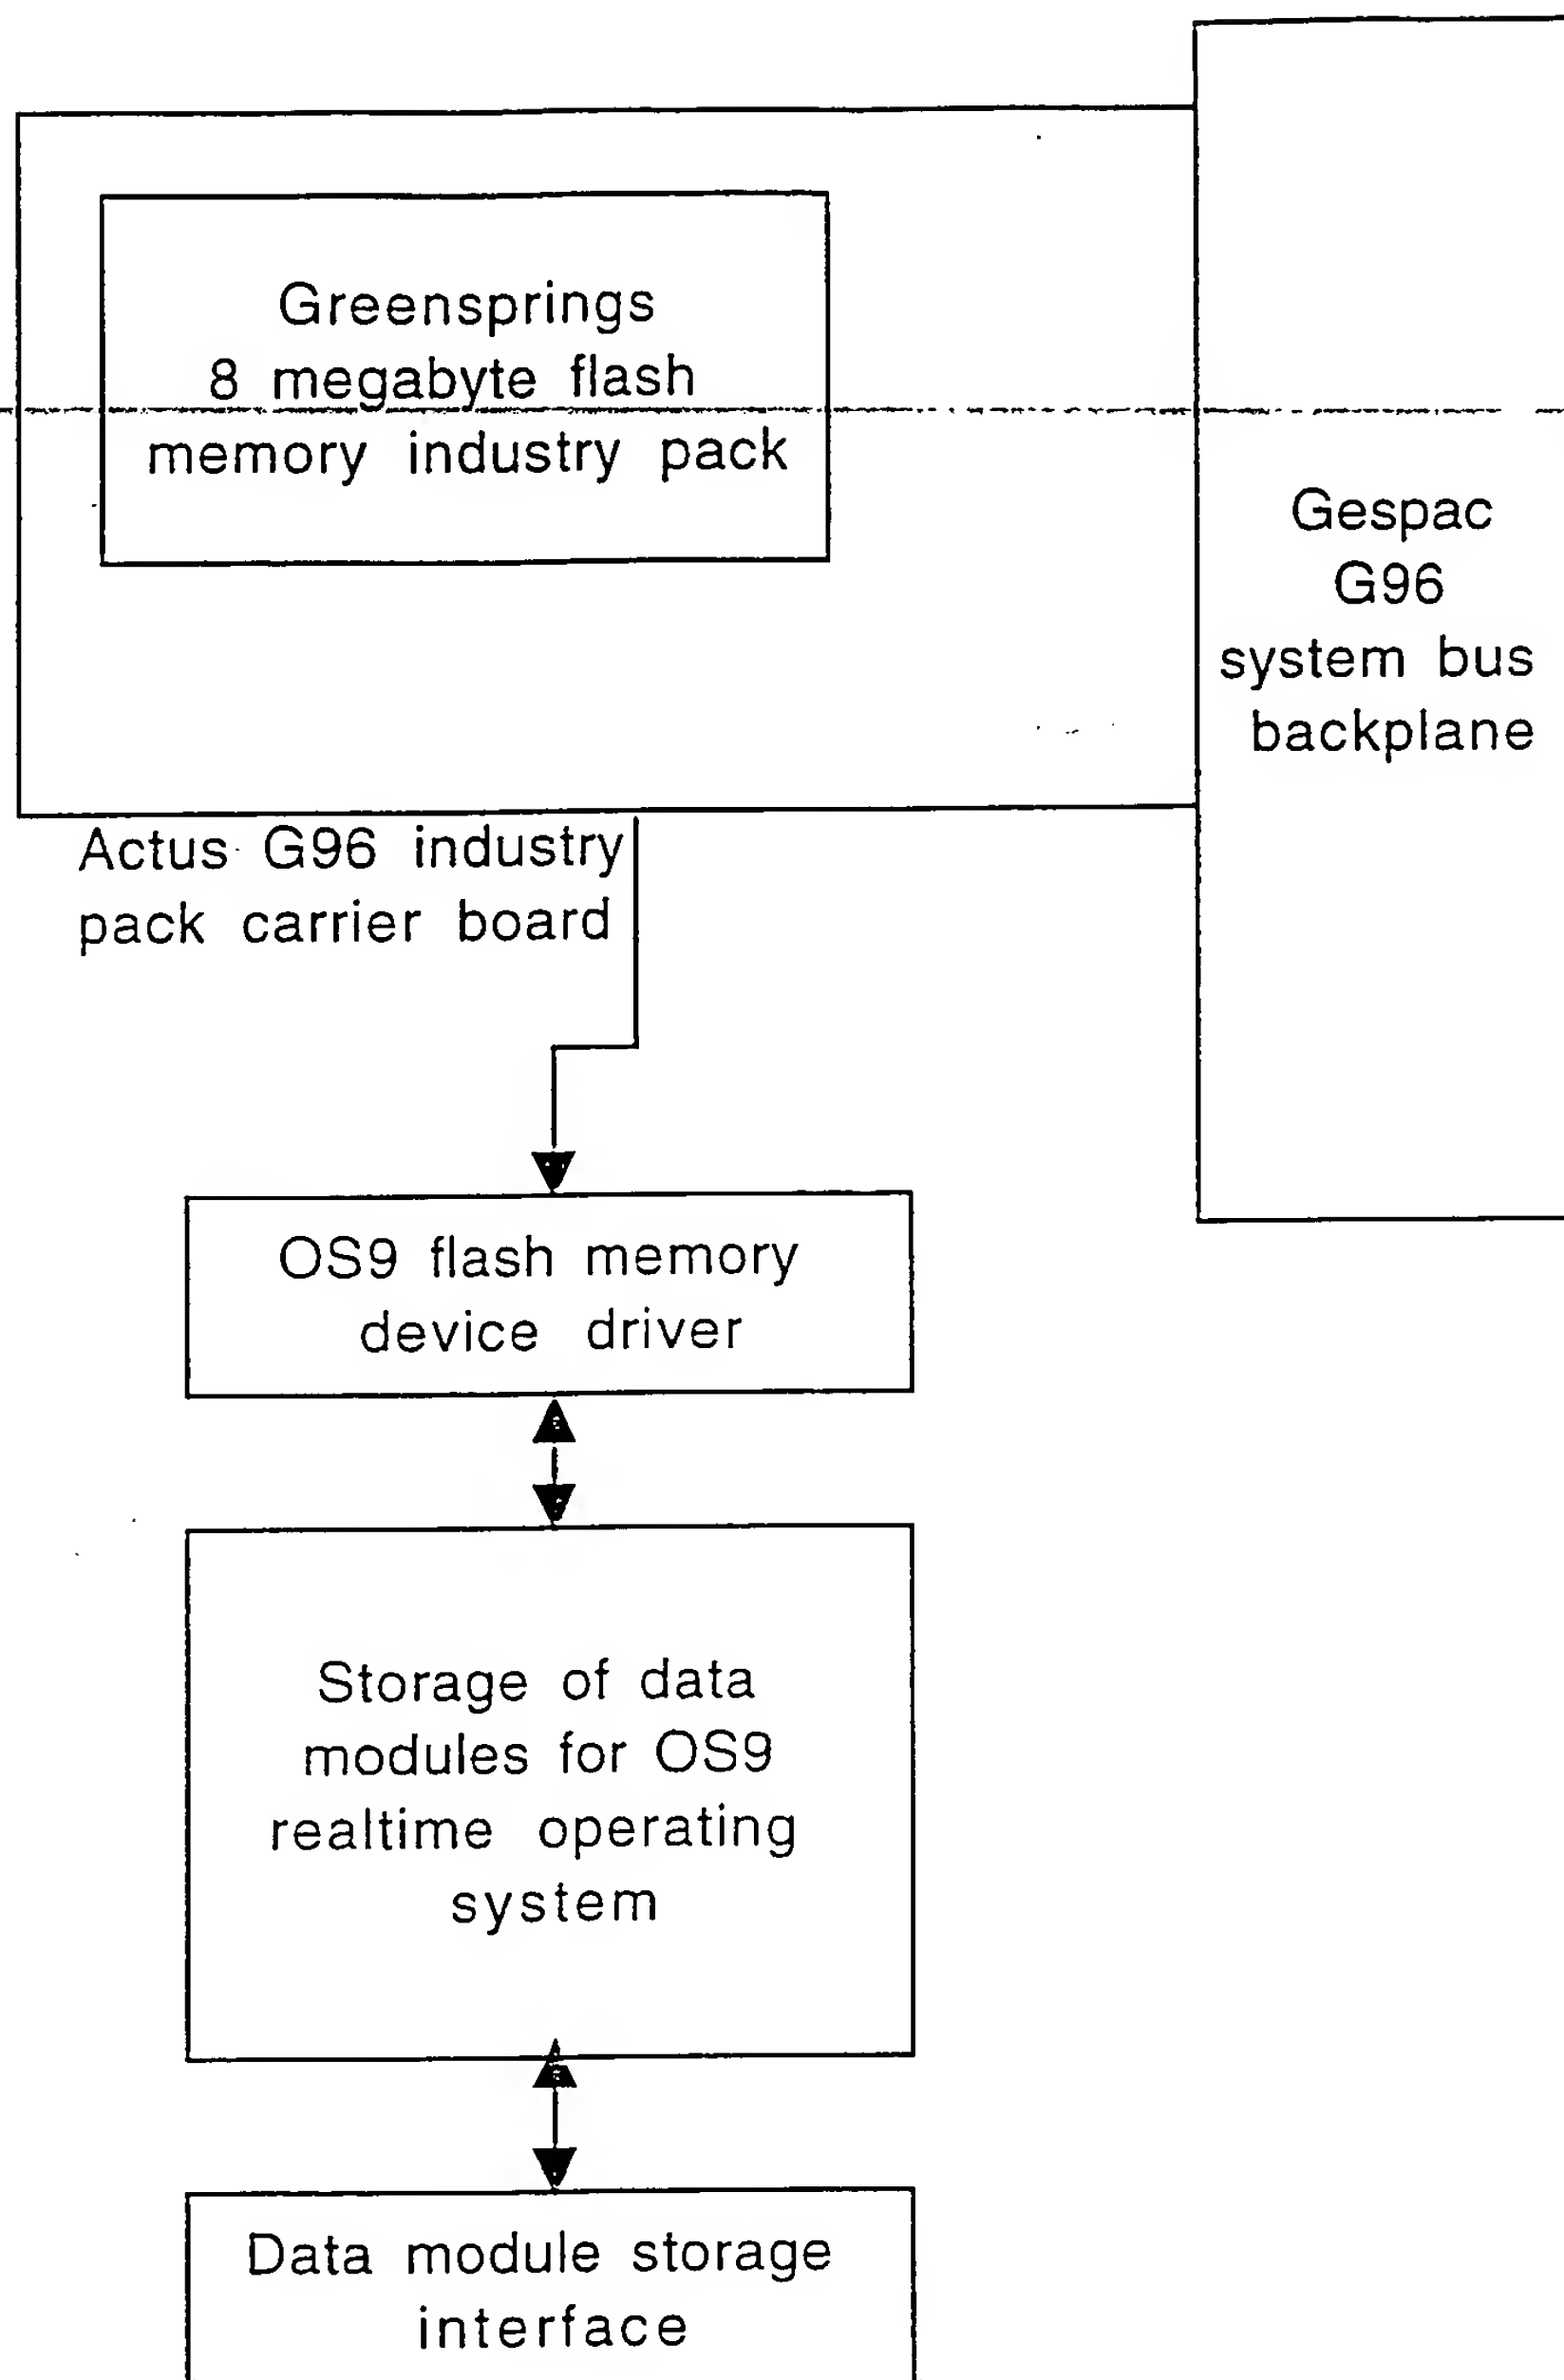 Greensprings
8 megabyte flash
memory industry pack
Gespac
G96
system bus
backplane
Actus G96 industry
pack carrier board
OS9 flash memory
device driver
Storage of data
modules for OS9
realtime operating
system
Data module storage
interface